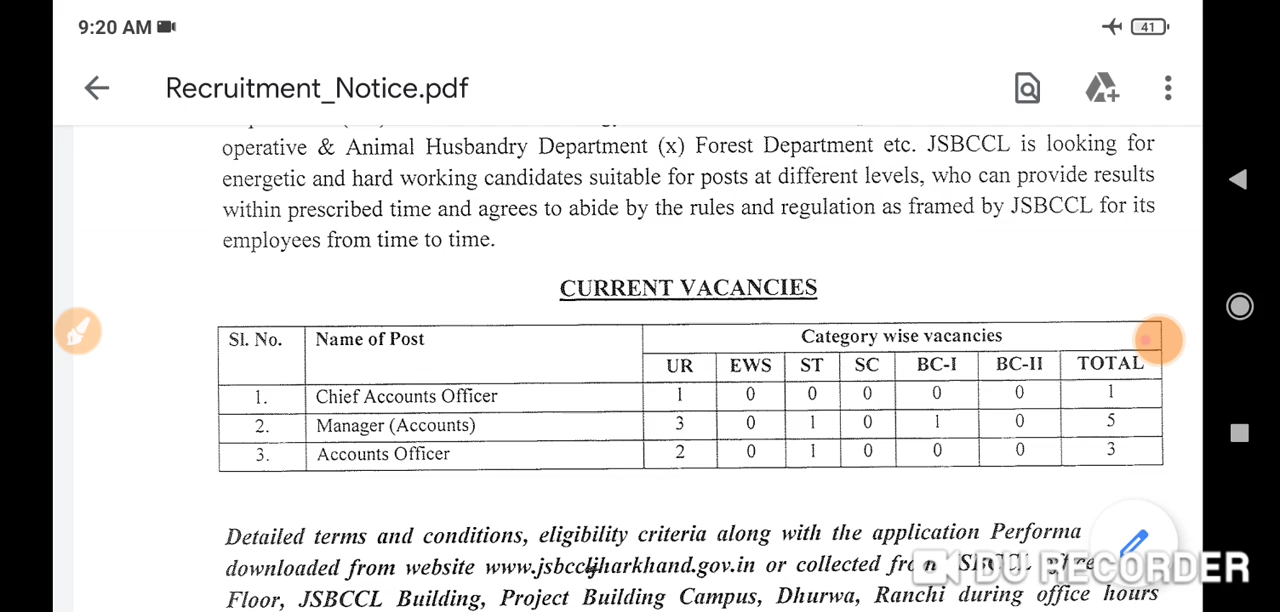 9:20 AM
41
Recruitment_Notice.pdf
operative & Animal Husbandry Department (x) Forest Department etc. JSBCCL is looking for
energetic and hard working candidates suitable for posts at different levels, who can provide results
within prescribed time and agrees to abide by the rules and regulation as framed by JSBCCL for its
employees from time to time.
CURRENT VACANCIES
Sl. No. Name of Post Category wise vacancies
UR EWS ST SC BC-I BC-II TOTAL
1. Chief Accounts Officer 1 0 0 0 0 0 1
2. Manager (Accounts) 3 0 1 0 1 0 5
3. Accounts Officer 2 0 1 0 0 0 3
Detailed terms and conditions, eligibility criteria along with the application Performa
downloaded from website www.jsbccljharkhand.gov.in or collected from
Floor, JSBCCL Building, Project Building Campus, Dhurwa, Ranchi during office hours
DU RECORDER